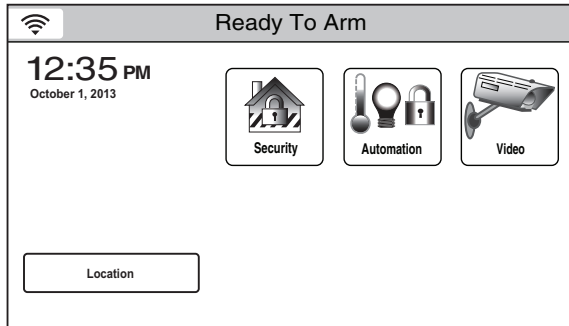 Ready To Arm
12:35 PM
October 1, 2013
Security
Automation
Video
Location